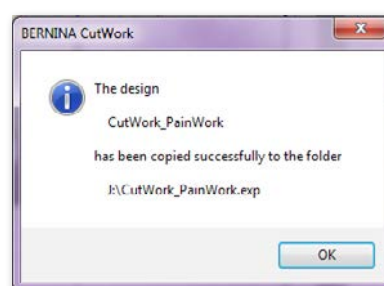 BERNINA CutWork
The design
CutWork_PainWork
has been copied successfully to the folder
J:\CutWork_PainWork.exp
OK